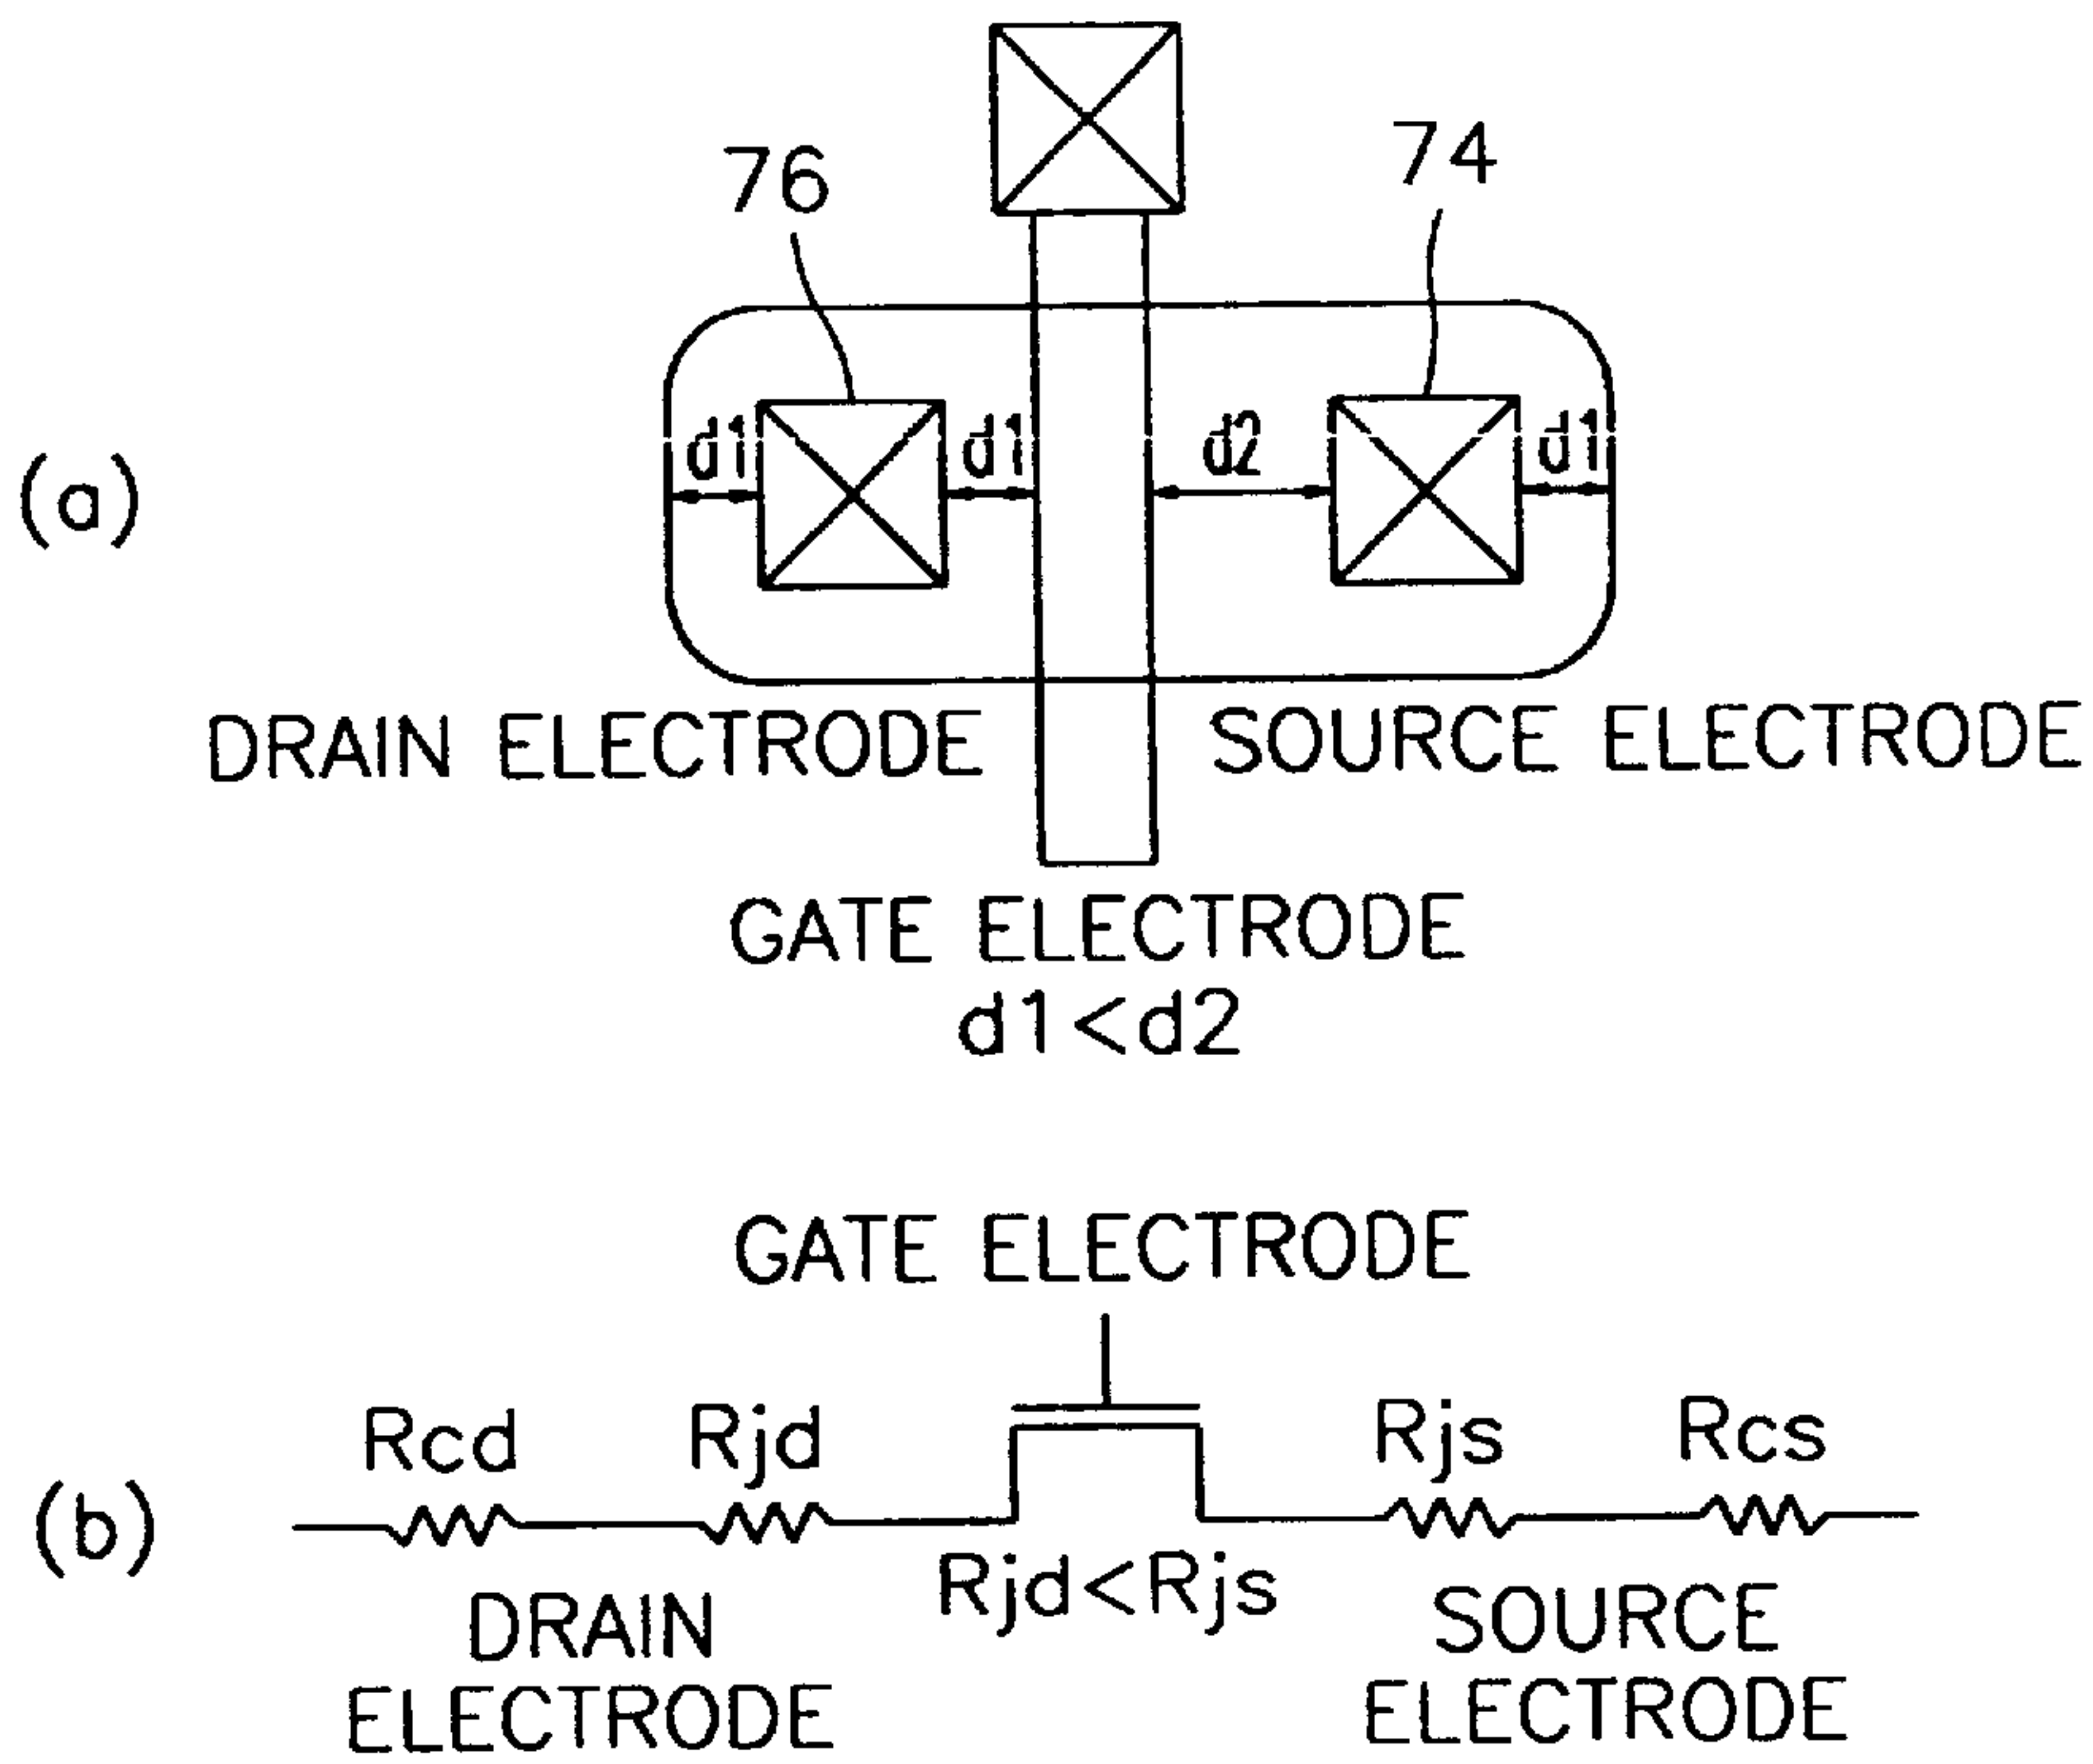 76
74
(a)
d1
d1
d2
d1
DRAIN ELECTRODE
SOURCE ELECTRODE
GATE ELECTRODE
d1<d2
GATE ELECTRODE
Rcd
Rjd
Rjs
Rcs
(b)
Rjd<Rjs
DRAIN
ELECTRODE
SOURCE
ELECTRODE